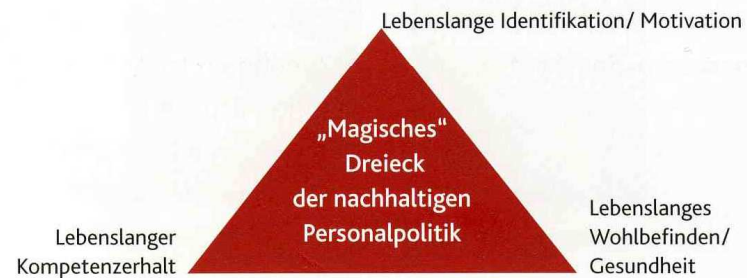 Lebenslange Identifikation/ Motivation
„Magisches“
Dreieck
der nachhaltigen
Personalpolitik
Lebenslanger
Kompetenzerhalt
Lebenslanges
Wohlbefinden/
Gesundheit